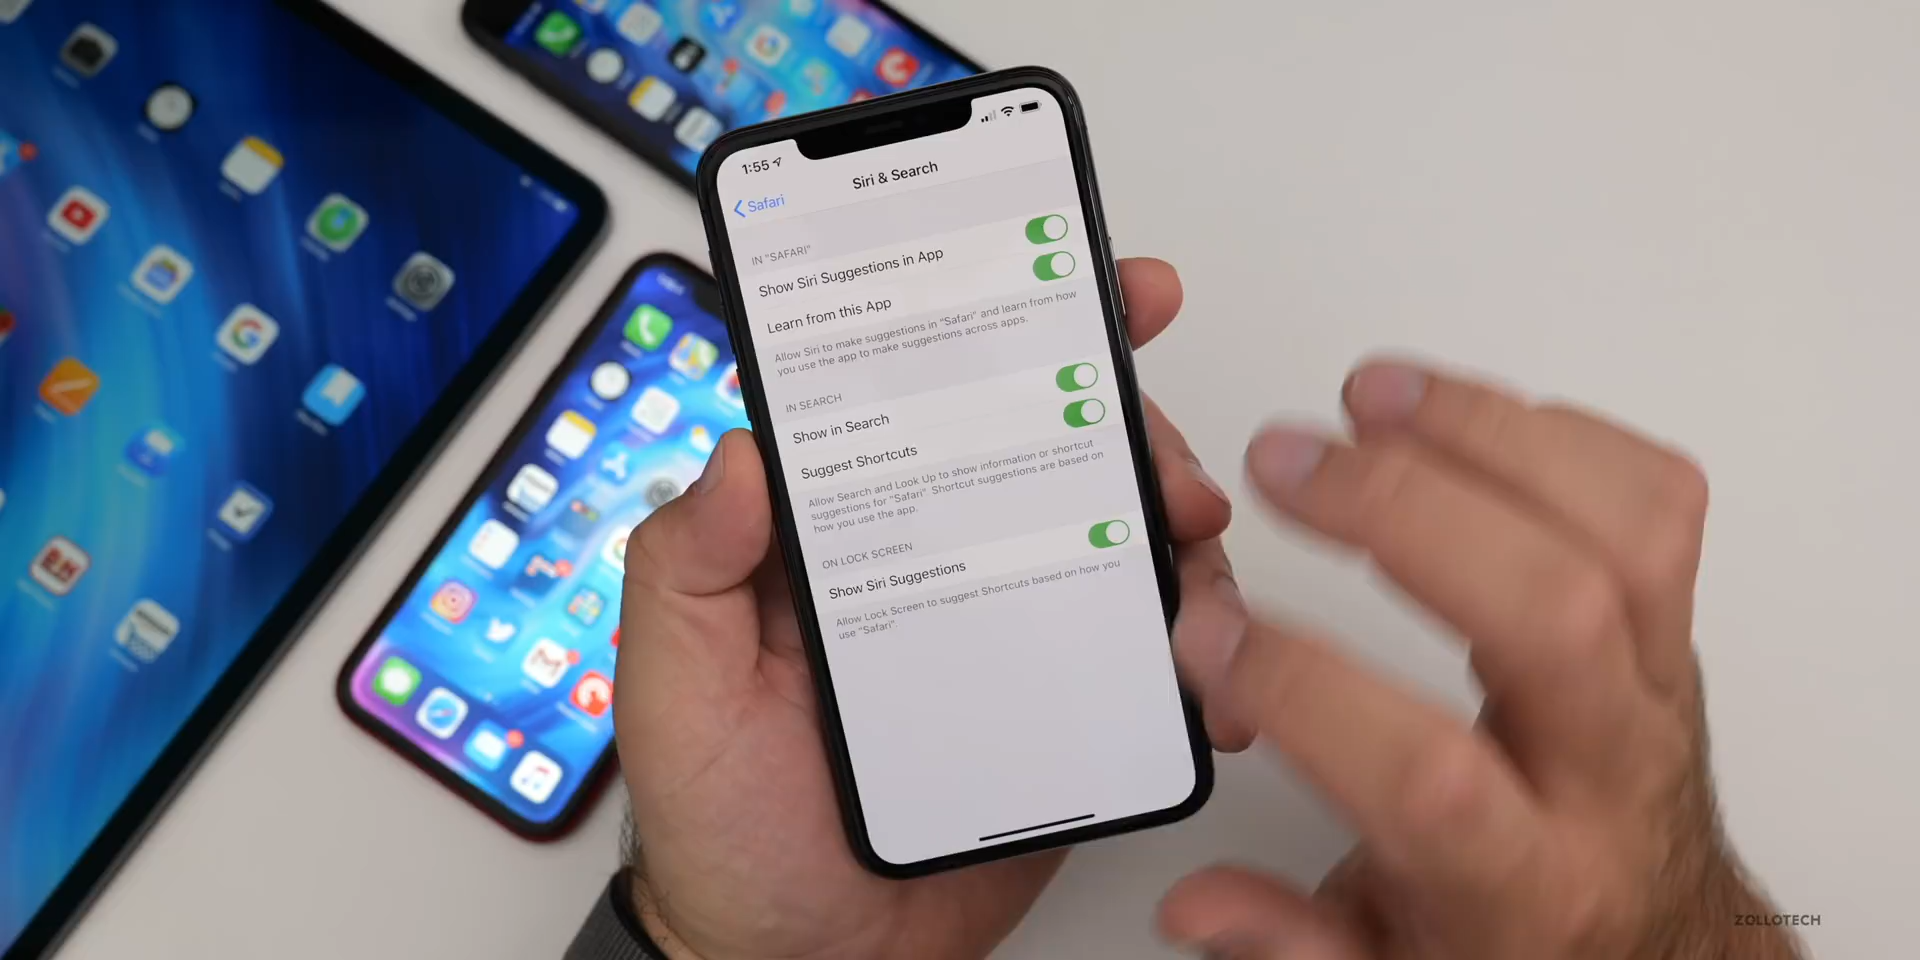 1:55
Siri & Search
Safari
IN "SAFARI"
Show Siri Suggestions in App
Learn from this App
Allow Siri to make suggestions in "Safari" and learn from how
you use the app to make suggestions across apps.
IN SEARCH
Show in Search
Suggest Shortcuts
Allow Search and Look Up to show information or shortcut
suggestions for "Safari". Shortcut suggestions are based on
how you use the app.
ON LOCK SCREEN
Show Siri Suggestions
Allow Lock Screen to suggest Shortcuts based on how you
use "Safari".
ZOLLOTECH